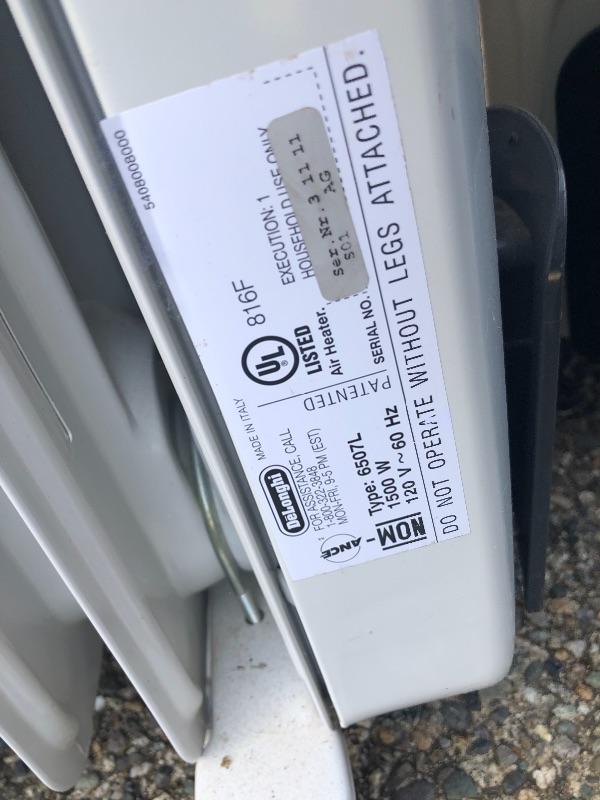 DeLonghi
MADE IN ITALY
FOR ASSISTANCE, CALL
1-800-322-3848
MON-FRI, 9-5 PM (EST)
ANCE
NOM
Type: 6507L
1500 W
120 V ~ 60 Hz
PATENTED
UL
816F
LISTED
Air Heater.
EXECUTION: 1
HOUSEHOLD USE ONLY
SERIAL NO.
Ser.Nr. 3 11 11
S01 AG
DO NOT OPERATE WITHOUT LEGS ATTACHED.
5408008000